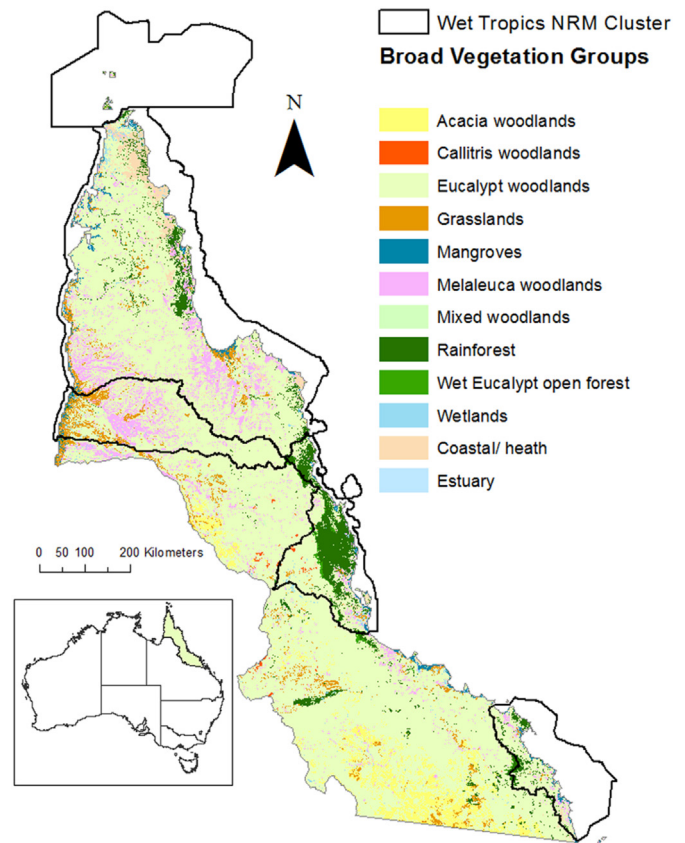 Wet Tropics NRM Cluster
Broad Vegetation Groups
N
Acacia woodlands
Callitris woodlands
Eucalypt woodlands
Grasslands
Mangroves
Melaleuca woodlands
Mixed woodlands
Rainforest
Wet Eucalypt open forest
Wetlands
Coastal/ heath
Estuary
0 50 100 200 Kilometers